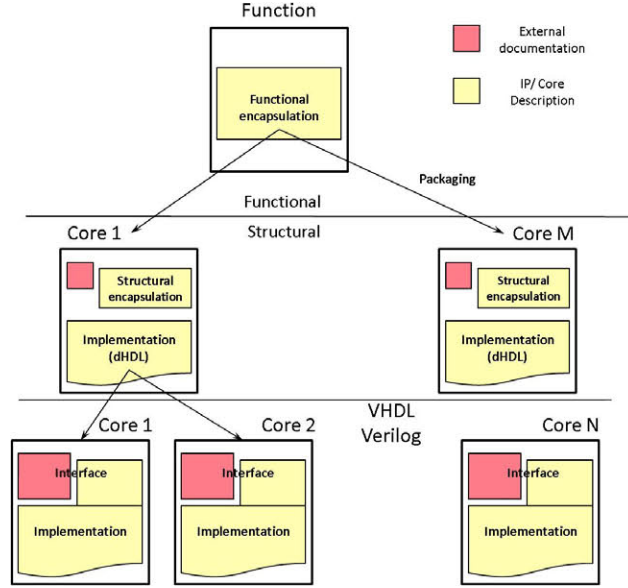 Function
External
documentation
IP/ Core
Description
Functional
encapsulation
Packaging
Functional
Structural
Core 1
Core M
Structural
encapsulation
Implementation
(dHDL)
Structural
encapsulation
Implementation
(dHDL)
VHDL
Verilog
Core 1
Core 2
Core N
Interface
Implementation
Interface
Implementation
Interface
Implementation